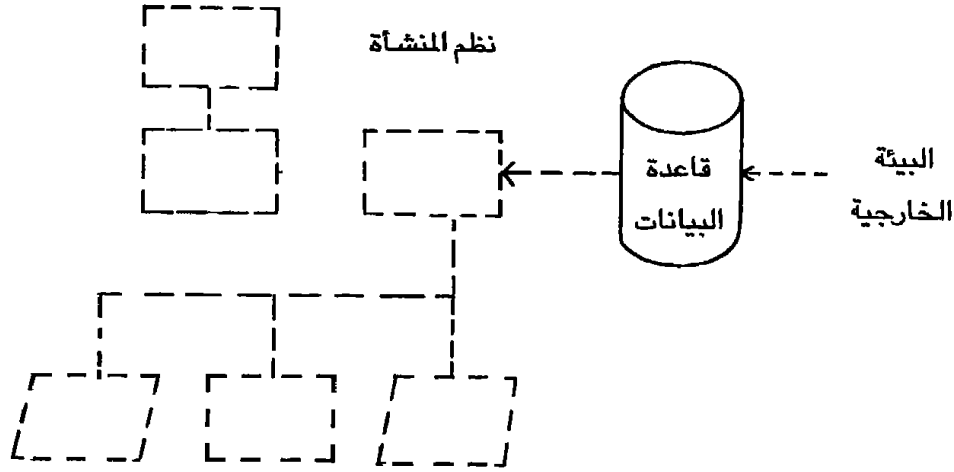 نظم المنشأة
البيئة
الخارجية
قاعدة
البيانات